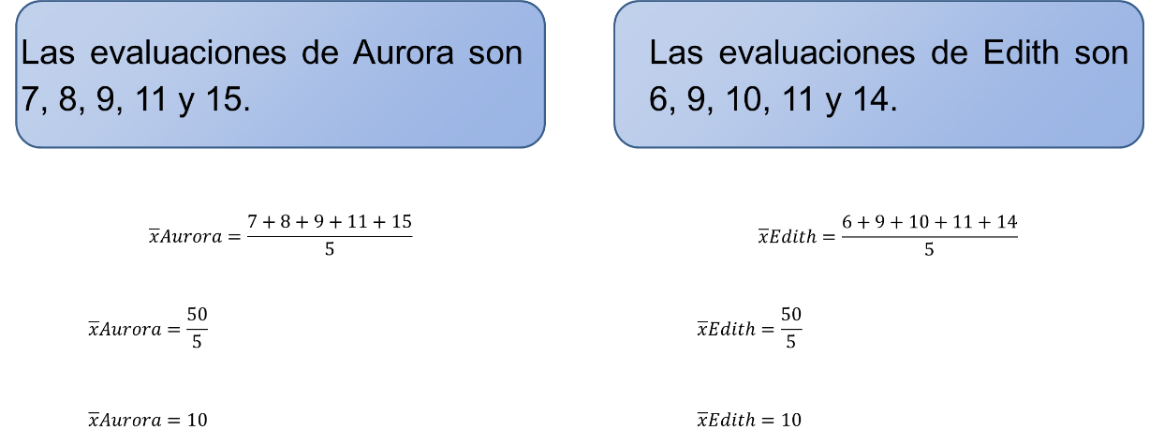 Las evaluaciones de Aurora son
7, 8, 9, 11 y 15.
Las evaluaciones de Edith son
6, 9, 10, 11 y 14.
x̅Aurora = (7 + 8 + 9 + 11 + 15)/5
x̅Edith = (6 + 9 + 10 + 11 + 14)/5
x̅Aurora = 50/5
x̅Edith = 50/5
x̅Aurora = 10
x̅Edith = 10